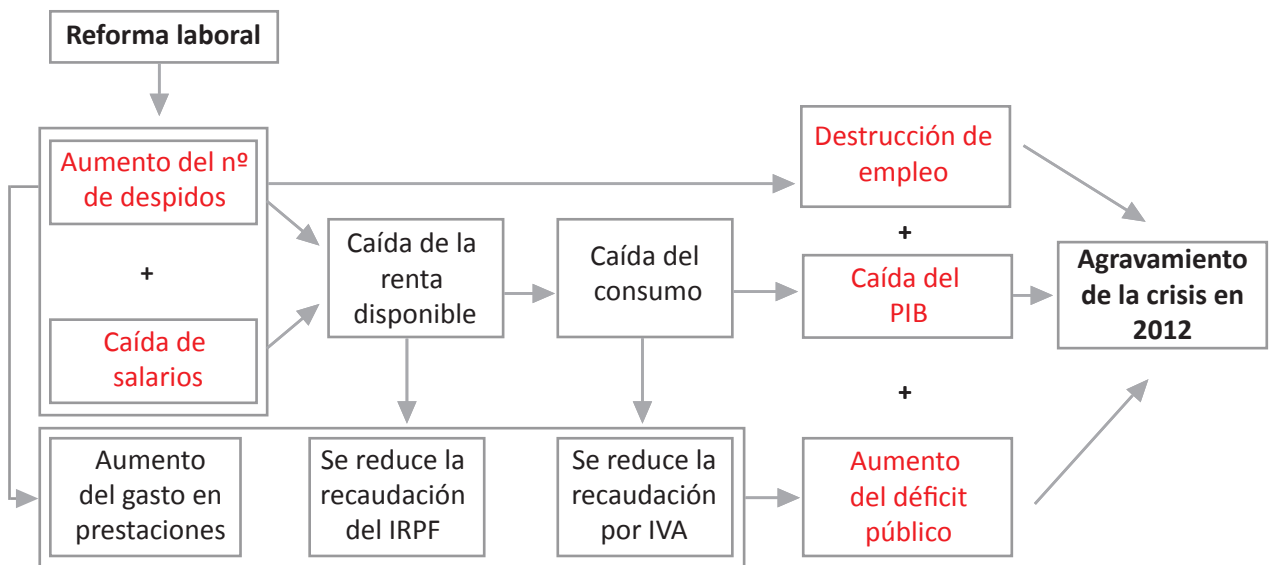 Reforma laboral
Aumento del nº
de despidos
+
Caída de
salarios
Caída de la
renta
disponible
Caída del
consumo
Destrucción de
empleo
+
Caída del
PIB
+
Agravamiento
de la crisis en
2012
Aumento
del gasto en
prestaciones
Se reduce la
recaudación
del IRPF
Se reduce la
recaudación
por IVA
Aumento
del déficit
público